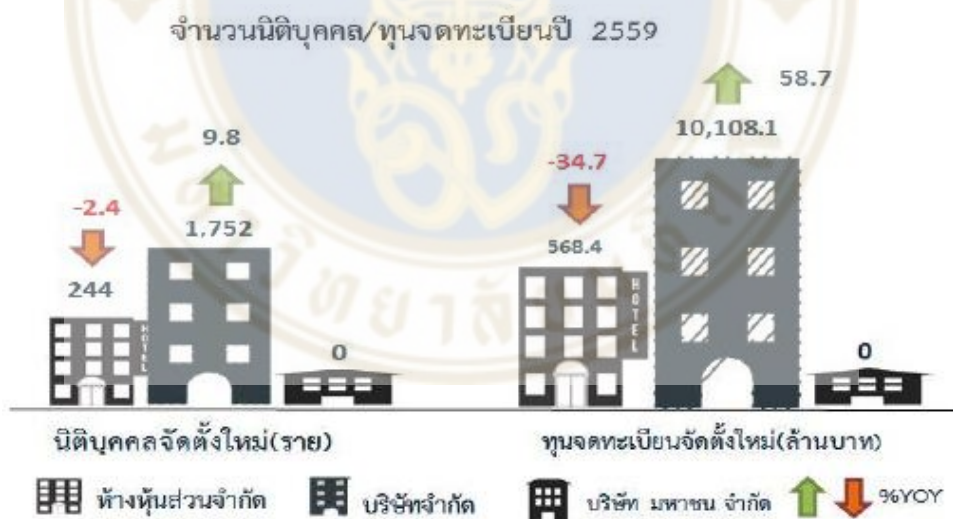 จำนวนนิติบุคคล/ทุนจดทะเบียนปี 2559
58.7
10,108.1
9.8
-34.7
-2.4
1,752
568.4
244
HOTEL
HOTEL
0
0
นิติบุคคลจัดตั้งใหม่(ราย)
ทุนจดทะเบียนจัดตั้งใหม่(ล้านบาท)
ห้างหุ้นส่วนจำกัด
บริษัทจำกัด
บริษัท มหาชน จำกัด
%YOY